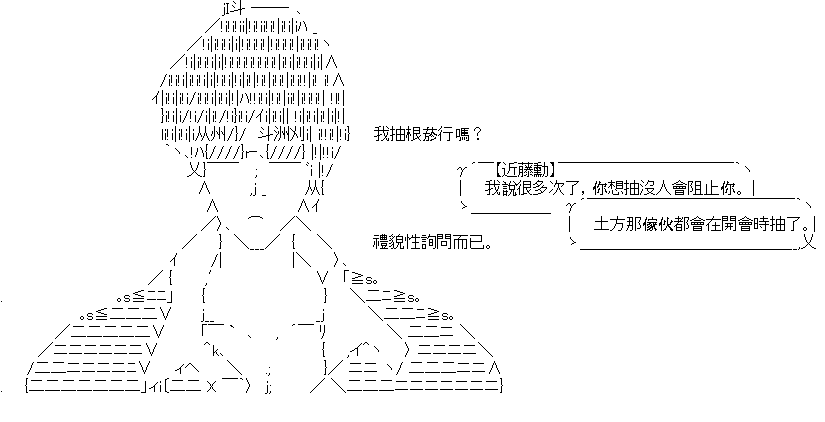 我抽根菸行嗎？
【近藤勳】
我說很多次了，你想抽沒人會阻止你。
土方那傢伙都會在開會時抽了。
禮貌性詢問而已。